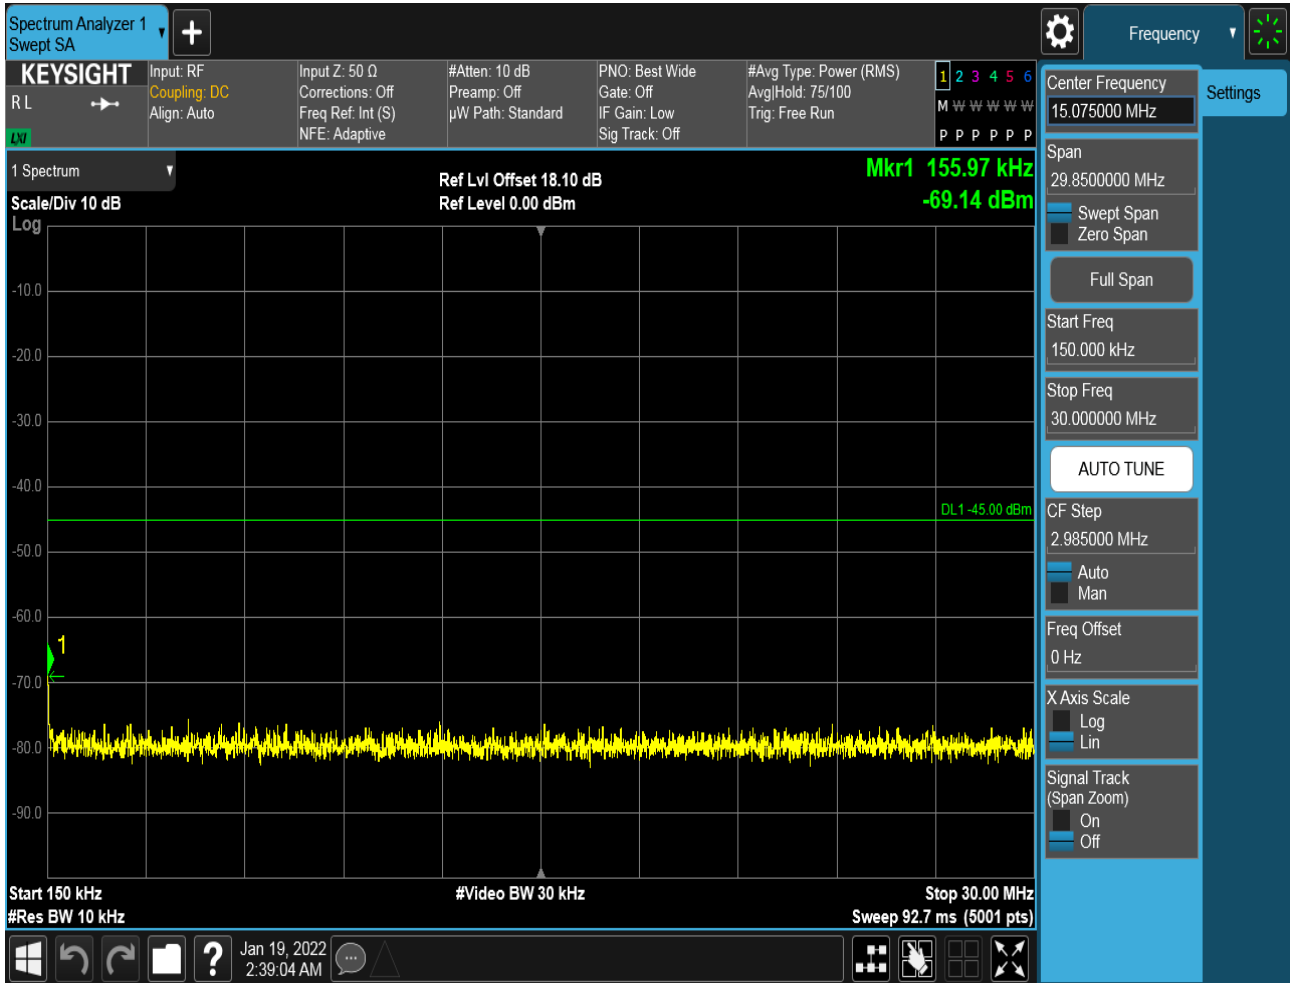 Spectrum Analyzer 1
Swept SA
Frequency
KEYSIGHT
R L
LXI
Input: RF
Coupling: DC
Align: Auto
Input Z: 50 Ω
Corrections: Off
Freq Ref: Int (S)
NFE: Adaptive
#Atten: 10 dB
Preamp: Off
µW Path: Standard
PNO: Best Wide
Gate: Off
IF Gain: Low
Sig Track: Off
#Avg Type: Power (RMS)
Avg|Hold: 75/100
Trig: Free Run
1 2 3 4 5 6
M W W W W W
P P P P P P
1 Spectrum
Scale/Div 10 dB
Log
Ref Lvl Offset 18.10 dB
Ref Level 0.00 dBm
Mkr1 155.97 kHz
-69.14 dBm
-10.0
-20.0
-30.0
-40.0
DL1 -45.00 dBm
-50.0
-60.0
1
-70.0
-80.0
-90.0
Start 150 kHz
#Video BW 30 kHz
Stop 30.00 MHz
#Res BW 10 kHz
Sweep 92.7 ms (5001 pts)
Center Frequency
15.075000 MHz
Settings
Span
29.8500000 MHz
Swept Span
Zero Span
Full Span
Start Freq
150.000 kHz
Stop Freq
30.000000 MHz
AUTO TUNE
CF Step
2.985000 MHz
Auto
Man
Freq Offset
0 Hz
X Axis Scale
Log
Lin
Signal Track
(Span Zoom)
On
Off
?
Jan 19, 2022
2:39:04 AM